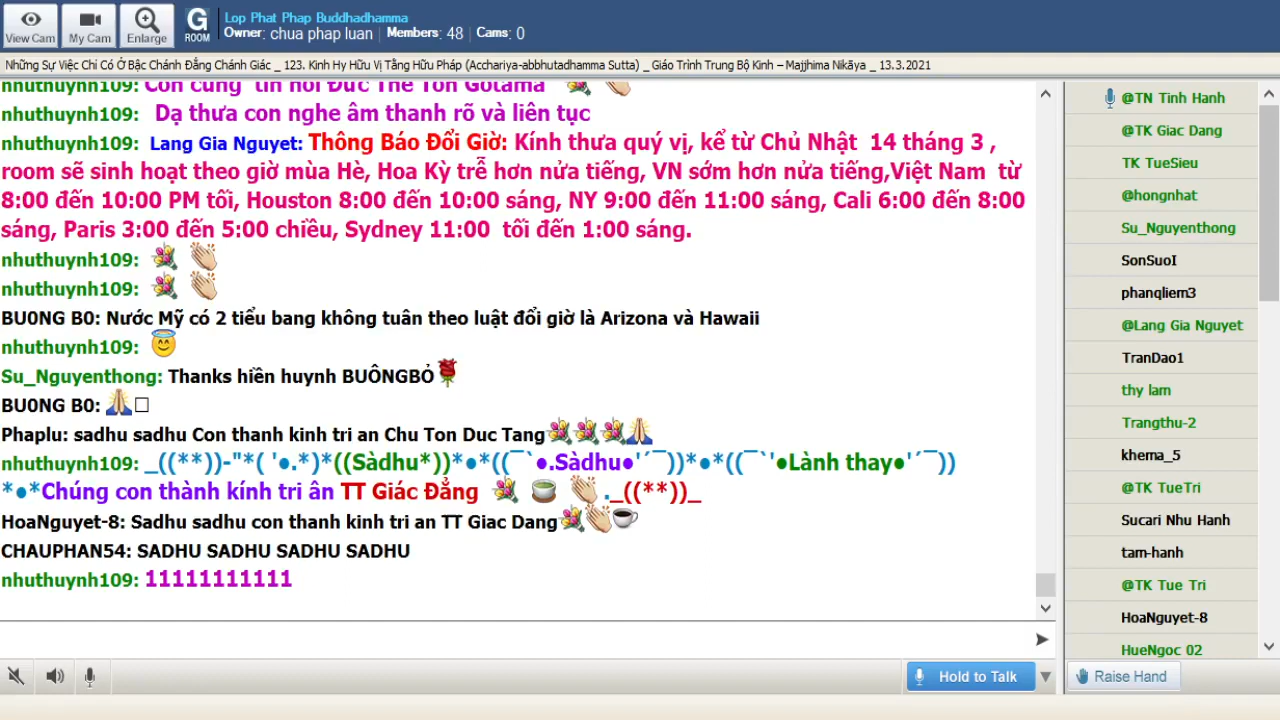 Lop Phat Phap Buddhadhamma
Owner: chua phap luan Members: 48 Cams: 0
View Cam My Cam Enlarge G ROOM
Những Sự Việc Chỉ Có Ở Bậc Chánh Đẳng Chánh Giác _ 123. Kinh Hy Hữu Vị Tằng Hữu Pháp (Acchariya-abbhutadhamma Sutta) _ Giáo Trình Trung Bộ Kinh – Majjhima Nikāya _ 13.3.2021
nhuthuynh109: Con cung tin noi Đức Thế Tôn Gotama
nhuthuynh109: Dạ thưa con nghe âm thanh rõ và liên tục
nhuthuynh109: Lang Gia Nguyet: Thông Báo Đổi Giờ: Kính thưa quý vị, kể từ Chủ Nhật 14 tháng 3 ,
room sẽ sinh hoạt theo giờ mùa Hè, Hoa Kỳ trễ hơn nửa tiếng, VN sớm hơn nửa tiếng,Việt Nam từ
8:00 đến 10:00 PM tối, Houston 8:00 đến 10:00 sáng, NY 9:00 đến 11:00 sáng, Cali 6:00 đến 8:00
sáng, Paris 3:00 đến 5:00 chiều, Sydney 11:00 tối đến 1:00 sáng.
nhuthuynh109:
nhuthuynh109:
BU0NG B0: Nước Mỹ có 2 tiểu bang không tuân theo luật đổi giờ là Arizona và Hawaii
nhuthuynh109:
Su_Nguyenthong: Thanks hiền huynh BUÔNGBỎ
BU0NG B0:
Phaplu: sadhu sadhu Con thanh kinh tri an Chu Ton Duc Tang
nhuthuynh109: _((**))-"*( '●.*)*((Sàdhu*))*●*((¯`●.Sàdhu●'´¯))*●*((¯`'●Lành thay●'´¯))
*●*Chúng con thành kính tri ân TT Giác Đẳng ._((**))_
HoaNguyet-8: Sadhu sadhu con thanh kinh tri an TT Giac Dang
CHAUPHAN54: SADHU SADHU SADHU SADHU
nhuthuynh109: 11111111111
@TN Tinh Hanh
@TK Giac Dang
TK TueSieu
@hongnhat
Su_Nguyenthong
SonSuoI
phanqliem3
@Lang Gia Nguyet
TranDao1
thy lam
Trangthu-2
khema_5
@TK TueTri
Sucari Nhu Hanh
tam-hanh
@TK Tue Tri
HoaNguyet-8
HueNgoc 02
Hold to Talk
Raise Hand